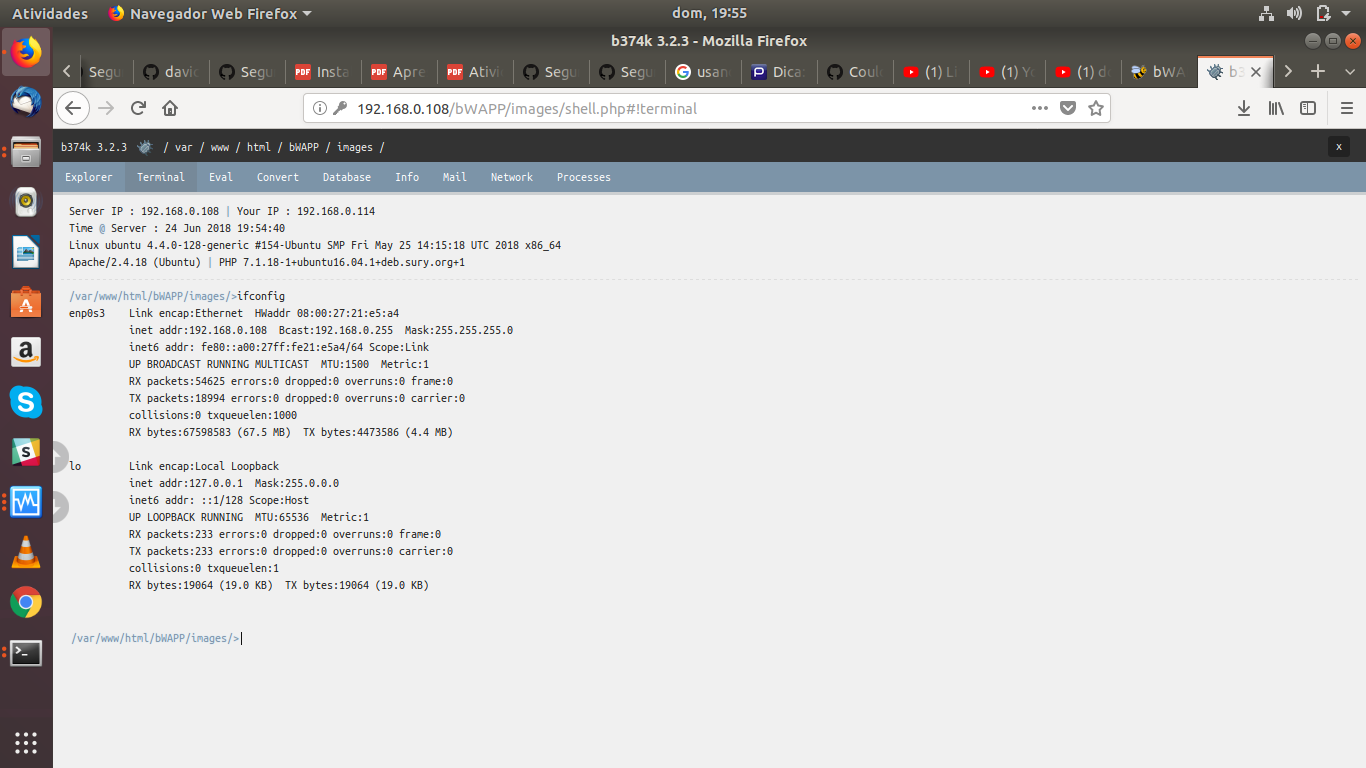 Atividades Navegador Web Firefox dom, 19:55
b374k 3.2.3 - Mozilla Firefox
Segu davic Segu Insta Apre Ativi Segu Segu usan Dica: Coul (1) Li (1) Yo (1) d bWA b3
192.168.0.108/bWAPP/images/shell.php#!terminal
b374k 3.2.3 / var / www / html / bWAPP / images / x
Explorer Terminal Eval Convert Database Info Mail Network Processes
Server IP : 192.168.0.108 | Your IP : 192.168.0.114
Time @ Server : 24 Jun 2018 19:54:40
Linux ubuntu 4.4.0-128-generic #154-Ubuntu SMP Fri May 25 14:15:18 UTC 2018 x86_64
Apache/2.4.18 (Ubuntu) | PHP 7.1.18-1+ubuntu16.04.1+deb.sury.org+1
/var/www/html/bWAPP/images/>ifconfig
enp0s3 Link encap:Ethernet HWaddr 08:00:27:21:e5:a4
inet addr:192.168.0.108 Bcast:192.168.0.255 Mask:255.255.255.0
inet6 addr: fe80::a00:27ff:fe21:e5a4/64 Scope:Link
UP BROADCAST RUNNING MULTICAST MTU:1500 Metric:1
RX packets:54625 errors:0 dropped:0 overruns:0 frame:0
TX packets:18994 errors:0 dropped:0 overruns:0 carrier:0
collisions:0 txqueuelen:1000
RX bytes:67598583 (67.5 MB) TX bytes:4473586 (4.4 MB)
lo Link encap:Local Loopback
inet addr:127.0.0.1 Mask:255.0.0.0
inet6 addr: ::1/128 Scope:Host
UP LOOPBACK RUNNING MTU:65536 Metric:1
RX packets:233 errors:0 dropped:0 overruns:0 frame:0
TX packets:233 errors:0 dropped:0 overruns:0 carrier:0
collisions:0 txqueuelen:1
RX bytes:19064 (19.0 KB) TX bytes:19064 (19.0 KB)
/var/www/html/bWAPP/images/>